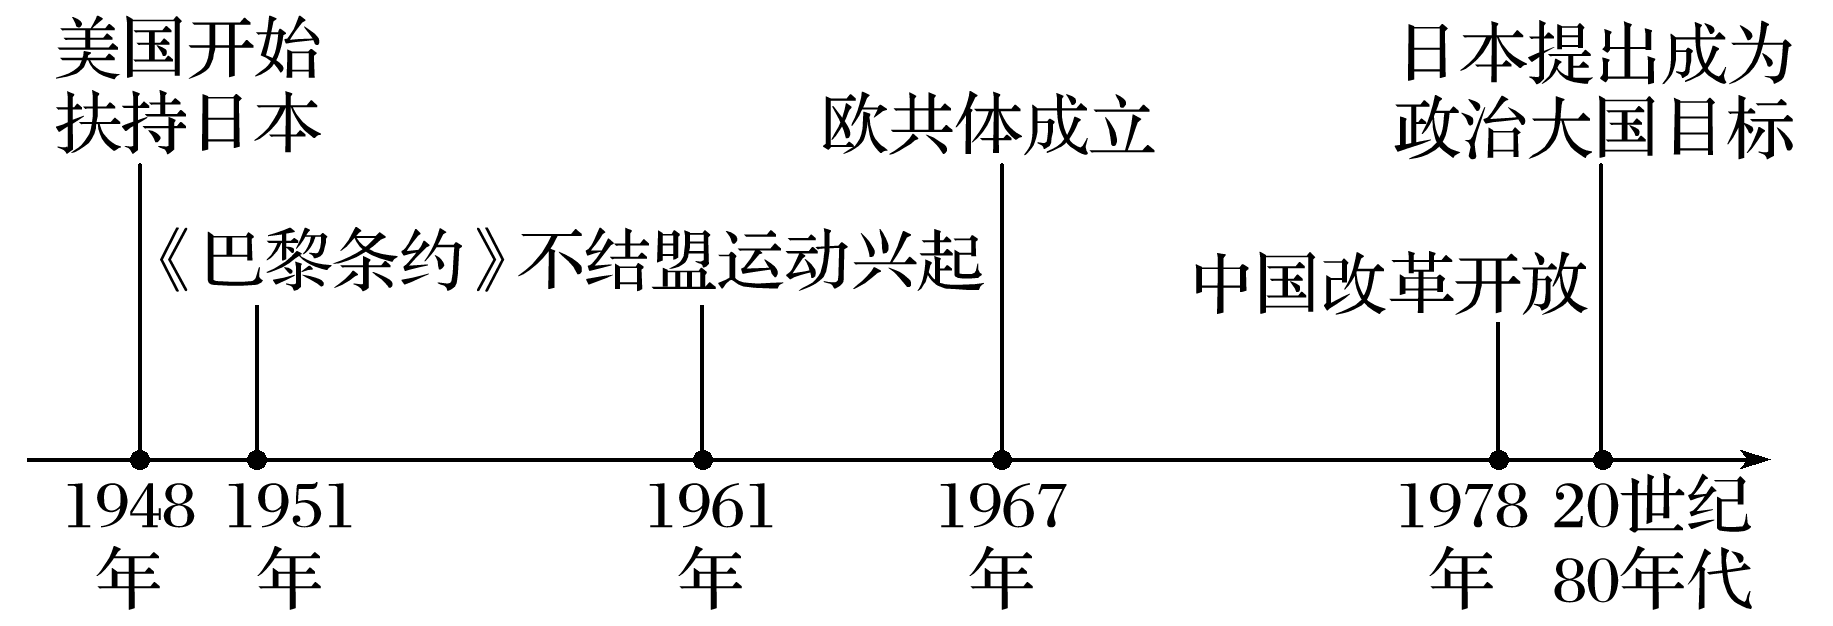 美国开始
扶持日本
《巴黎条约》
不结盟运动兴起
欧共体成立
中国改革开放
日本提出成为
政治大国目标
1948
年
1951
年
1961
年
1967
年
1978
年
20世纪
80年代